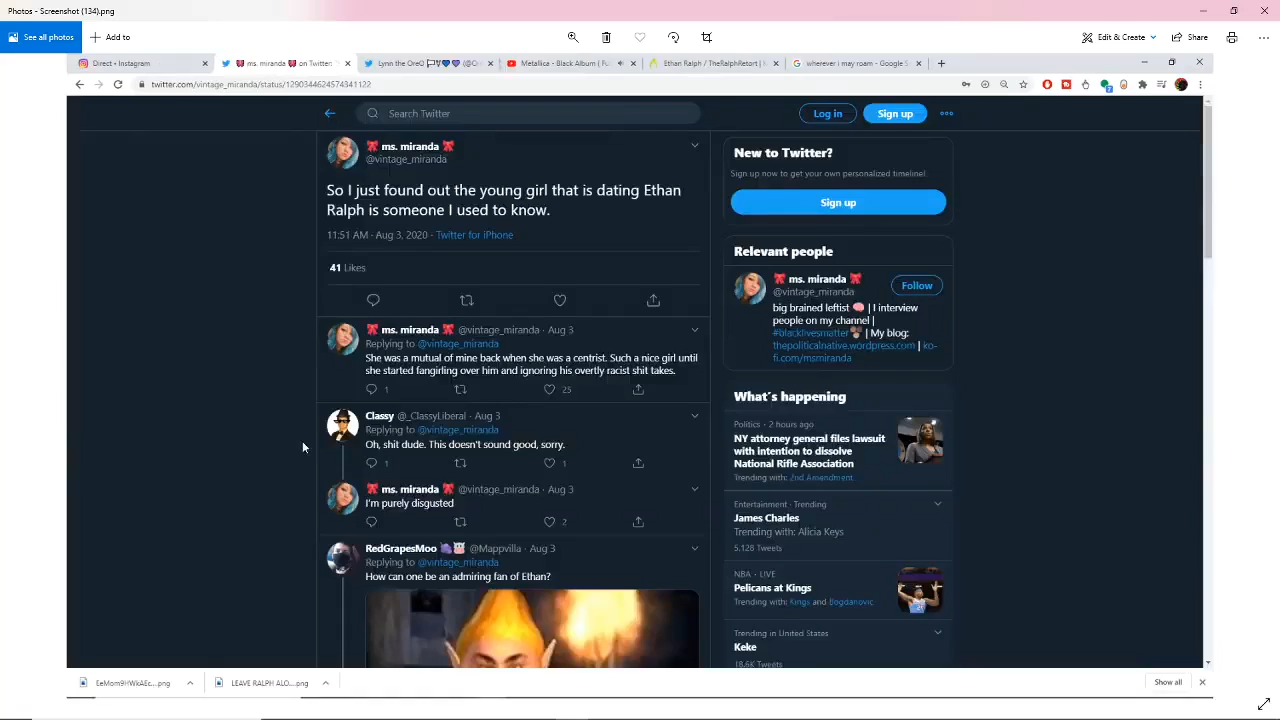 Photos - Screenshot (134).png
See all photos
Add to
Edit & Create
Share
Direct • Instagram
ms. miranda on Twitter:
Lynn the OreQ
Metallica - Black Album
Ethan Ralph / TheRalphRetort |
wherever i may roam - Google S
twitter.com/vintage_miranda/status/1290344624574341122
Search Twitter
Log in
Sign up
ms. miranda
@vintage_miranda
So I just found out the young girl that is dating Ethan
Ralph is someone I used to know.
11:51 AM · Aug 3, 2020 · Twitter for iPhone
41 Likes
ms. miranda @vintage_miranda · Aug 3
Replying to @vintage_miranda
She was a mutual of mine back when she was a centrist. Such a nice girl until
she started fangirling over him and ignoring his overtly racist shit takes.
1
25
Classy @_ClassyLiberal · Aug 3
Replying to @vintage_miranda
Oh, shit dude. This doesn't sound good, sorry.
1
1
ms. miranda @vintage_miranda · Aug 3
I'm purely disgusted
2
RedGrapesMoo @Mappvilla · Aug 3
Replying to @vintage_miranda
How can one be an admiring fan of Ethan?
New to Twitter?
Sign up now to get your own personalized timeline!
Sign up
Relevant people
ms. miranda
@vintage_miranda
Follow
big brained leftist | I interview
people on my channel |
#blacklivesmatter | My blog:
thepoliticalnative.wordpress.com | ko-
fi.com/msmiranda
What's happening
Politics · 2 hours ago
NY attorney general files lawsuit
with intention to dissolve
National Rifle Association
Trending with: 2nd Amendment
Entertainment · Trending
James Charles
Trending with: Alicia Keys
5,128 Tweets
NBA · LIVE
Pelicans at Kings
Trending with: Kings and Bogdanovic
Trending in United States
Keke
18.6K Tweets
EeMom9HWkAEc....png
LEAVE RALPH ALO....png
Show all